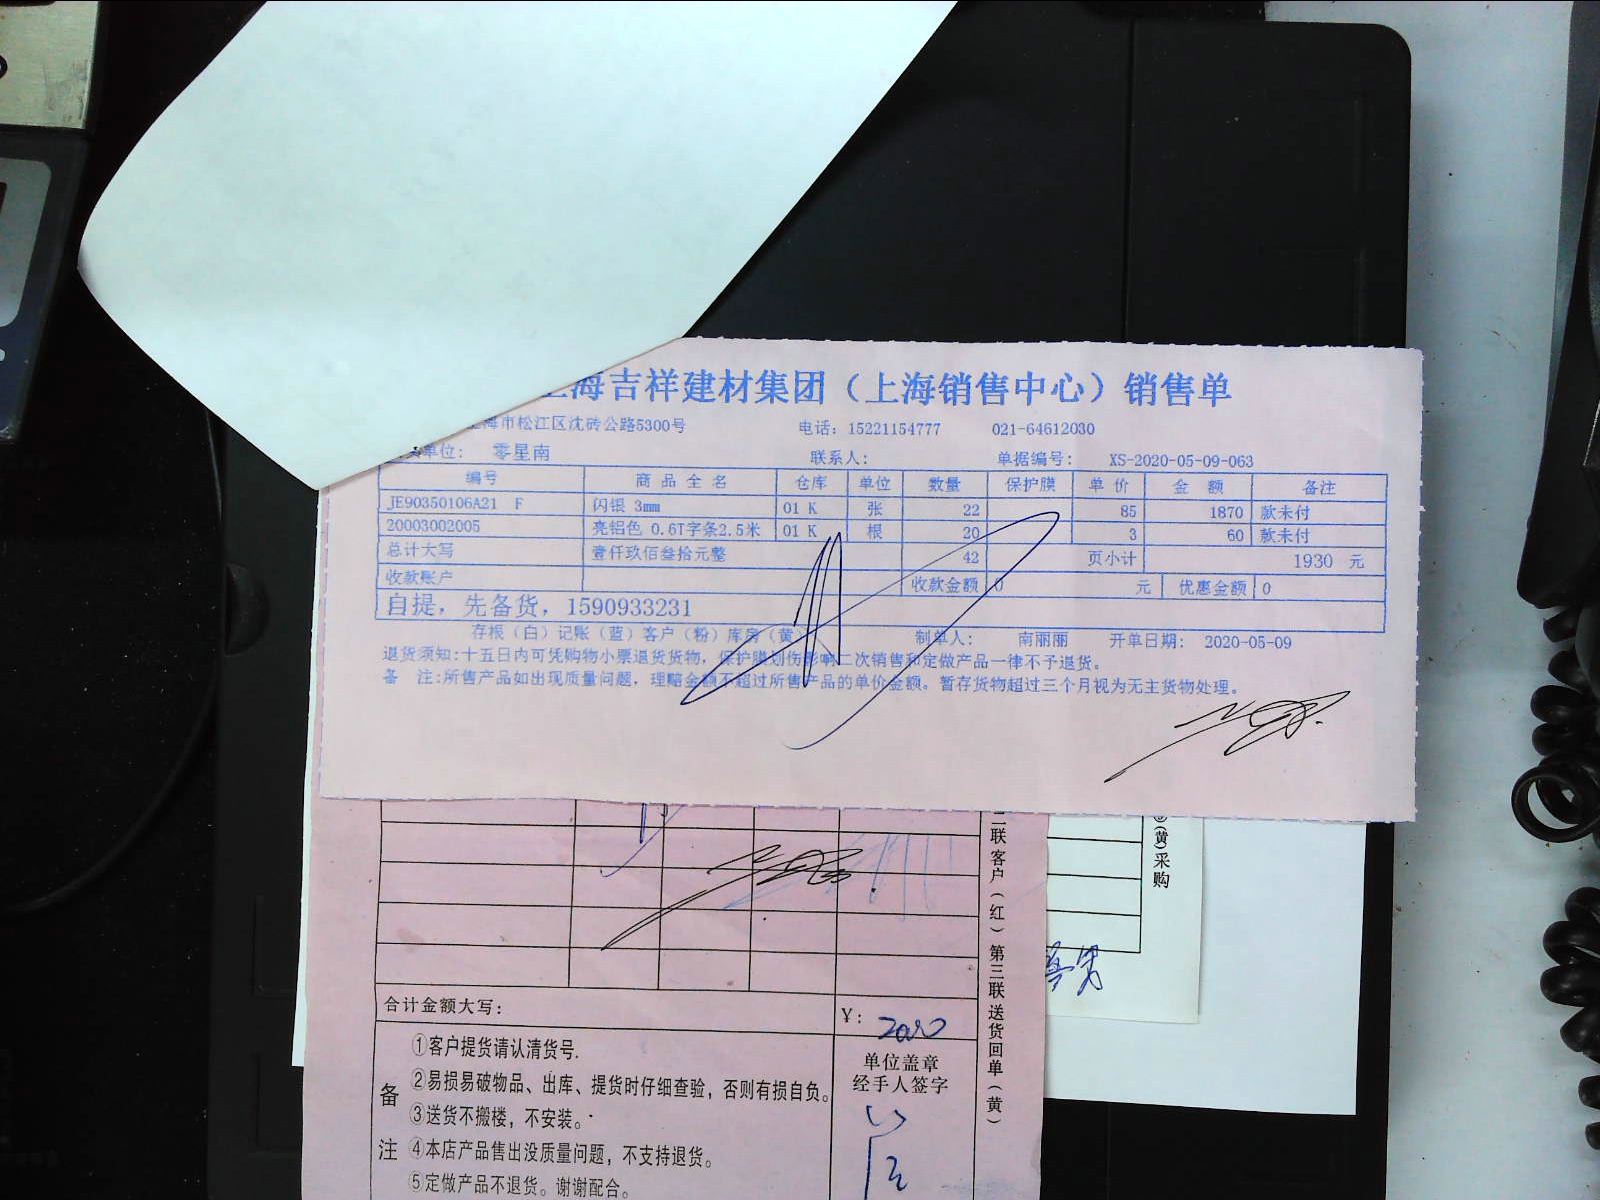 海吉祥建材集团（上海销售中心）销售单
海市松江区沈砖公路5300号 电话：15221154777 021-64612030
单位： 零星南 联系人： 单据编号： XS-2020-05-09-063
编号 商品全名 仓库 单位 数量 保护膜 单价 金额 备注
JE90350106A21 F 闪银 3mm 01 K 张 22 85 1870 款未付
20003002005 亮铝色 0.6T字条2.5米 01 K 根 20 3 60 款未付
总计大写 壹仟玖佰叁拾元整 42 页小计 1930 元
收款账户 收款金额 0 元 优惠金额 0
自提，先备货，1590933231
存根（白）记账（蓝）客户（粉）库房（黄） 制单人： 南丽丽 开单日期： 2020-05-09
退货须知：十五日内可凭购物小票退货货物，保护膜划伤影响二次销售和定做产品一律不予退货。
备 注：所售产品如出现质量问题，理赔金额不超过所售产品的单价金额。暂存货物超过三个月视为无主货物处理。
二联客户（红）第三联送货回单（黄）
（黄）采购
合计金额大写： ¥：
①客户提货请认清货号.
②易损易破物品、出库、提货时仔细查验，否则有损自负。
③送货不搬楼，不安装。
④本店产品售出没质量问题，不支持退货。
⑤定做产品不退货。谢谢配合。
备注
单位盖章
经手人签字